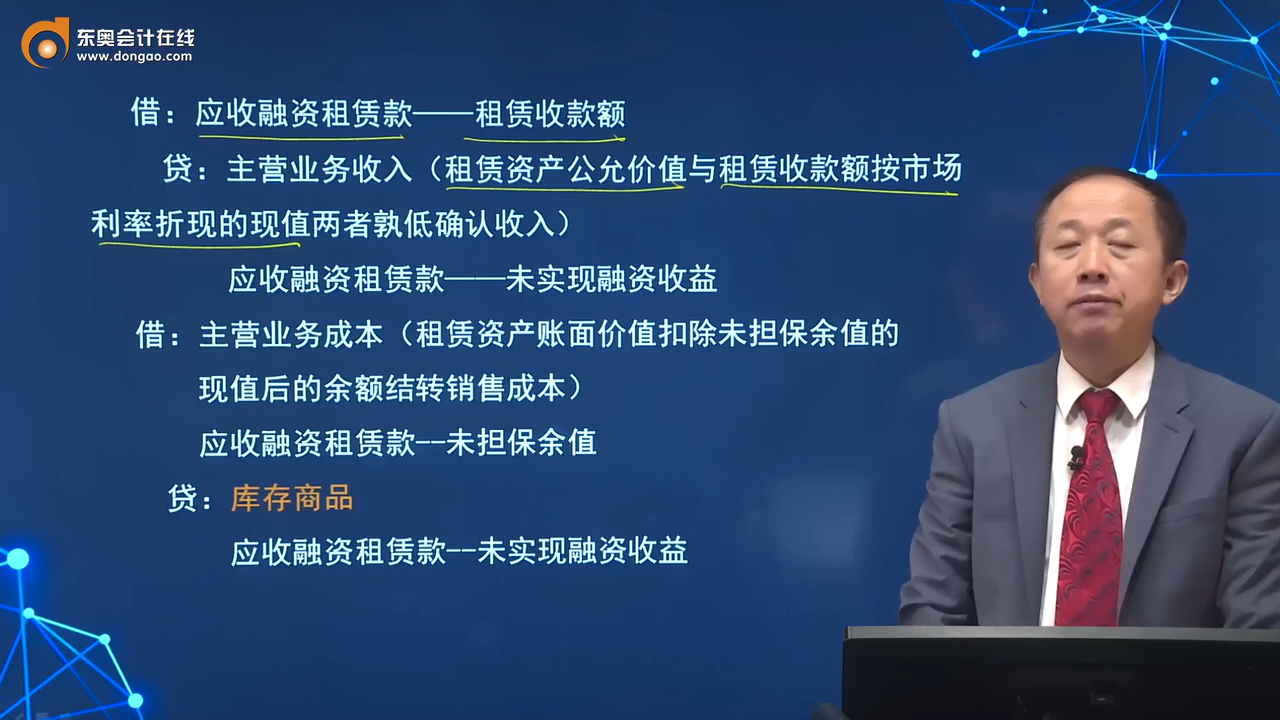 东奥会计在线
www.dongao.com
借：应收融资租赁款——租赁收款额
贷：主营业务收入（租赁资产公允价值与租赁收款额按市场
利率折现的现值两者孰低确认收入）
应收融资租赁款——未实现融资收益
借：主营业务成本（租赁资产账面价值扣除未担保余值的
现值后的余额结转销售成本）
应收融资租赁款--未担保余值
贷：库存商品
应收融资租赁款--未实现融资收益